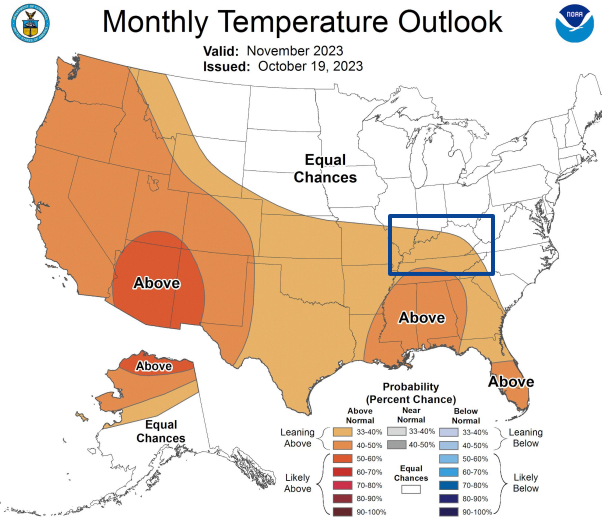 Monthly Temperature Outlook
NOAA
Valid: November 2023
Issued: October 19, 2023
Equal
Chances
Above
Above
Above
Above
Equal
Chances
Probability
(Percent Chance)
Above
Normal
Near
Normal
Below
Normal
Leaning
Above
33-40%
33-40%
33-40%
Leaning
Below
40-50%
40-50%
40-50%
Likely
Above
50-60%
Equal
Chances
50-60%
Likely
Below
60-70%
60-70%
70-80%
70-80%
80-90%
80-90%
90-100%
90-100%